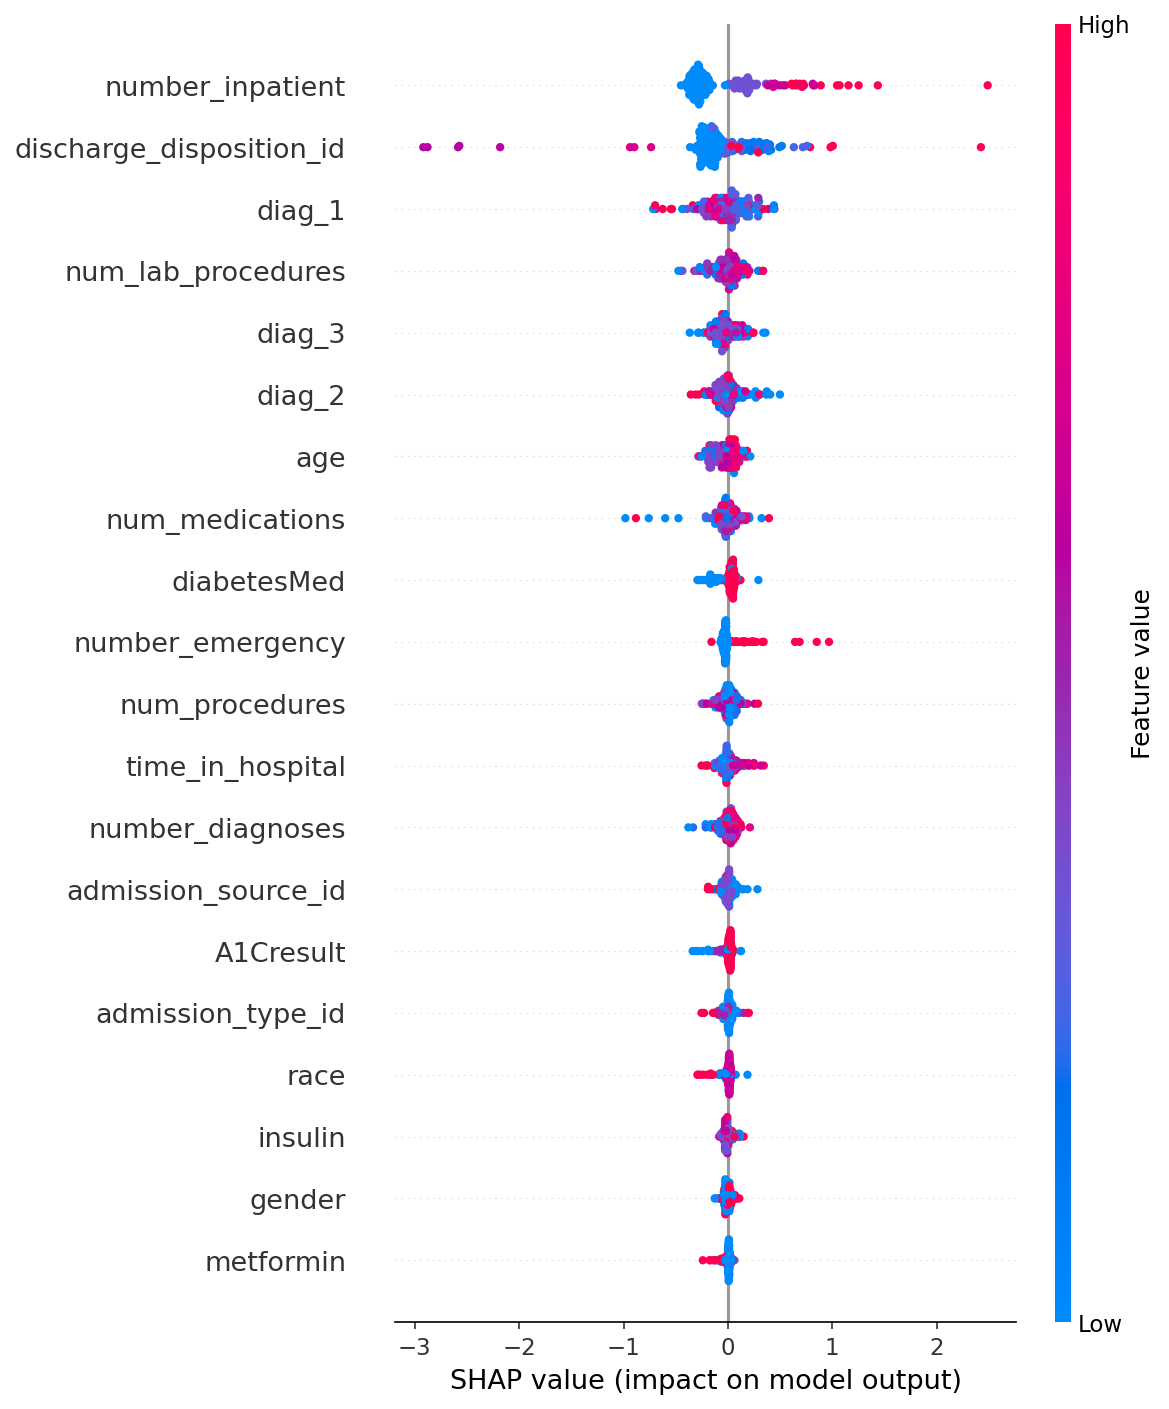 High
number_inpatient
discharge_disposition_id
diag_1
num_lab_procedures
diag_3
diag_2
age
num_medications
diabetesMed
number_emergency
num_procedures
time_in_hospital
number_diagnoses
admission_source_id
A1Cresult
admission_type_id
race
insulin
gender
metformin
Feature value
Low
−3 −2 −1 0 1 2
SHAP value (impact on model output)